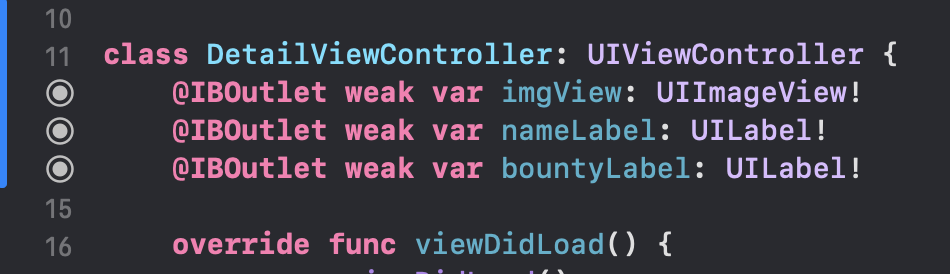 10
11 class DetailViewController: UIViewController {
@IBOutlet weak var imgView: UIImageView!
@IBOutlet weak var nameLabel: UILabel!
@IBOutlet weak var bountyLabel: UILabel!
15
16 override func viewDidLoad() {